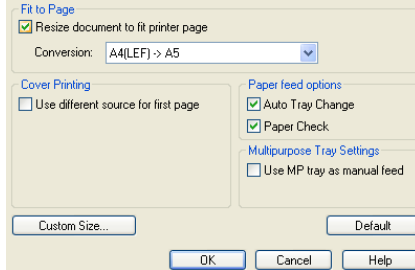 Fit to Page
Resize document to fit printer page
Conversion: A4(LEF) -> A5
Cover Printing
Use different source for first page
Paper feed options
Auto Tray Change
Paper Check
Multipurpose Tray Settings
Use MP tray as manual feed
Custom Size...
Default
OK
Cancel
Help